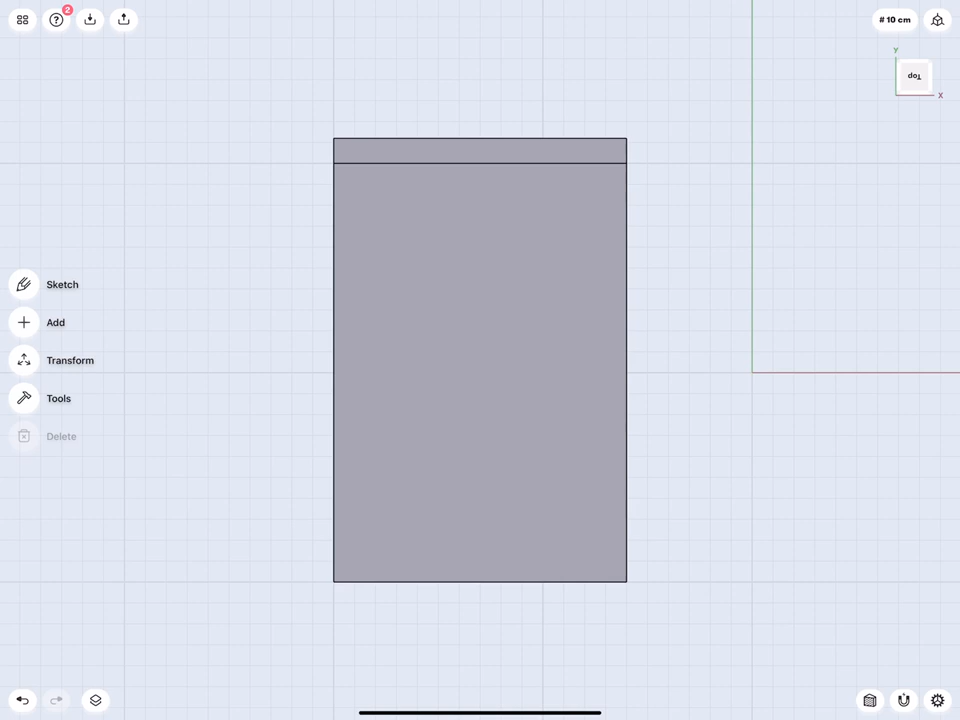 2
# 10 cm
Y
Top
X
Sketch
Add
Transform
Tools
Delete